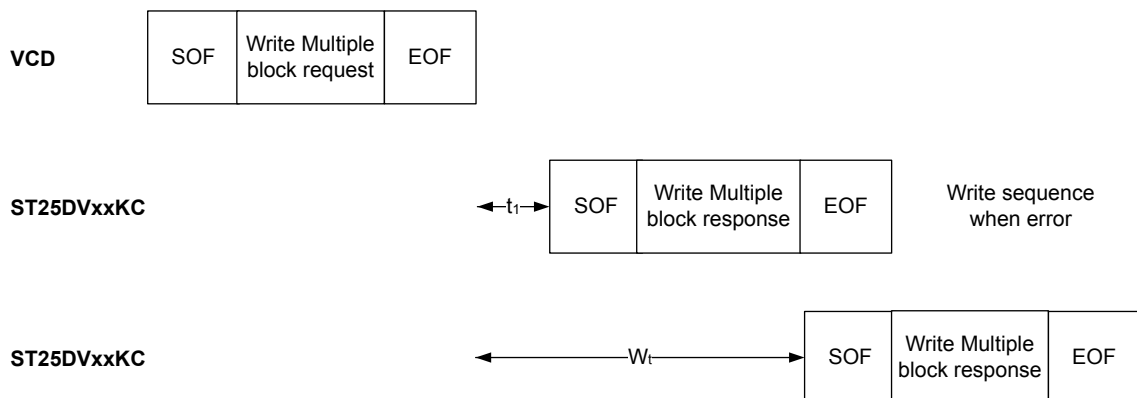 VCD
SOF
Write Multiple
block request
EOF
ST25DVxxKC
t1
SOF
Write Multiple
block response
EOF
Write sequence
when error
ST25DVxxKC
Wt
SOF
Write Multiple
block response
EOF